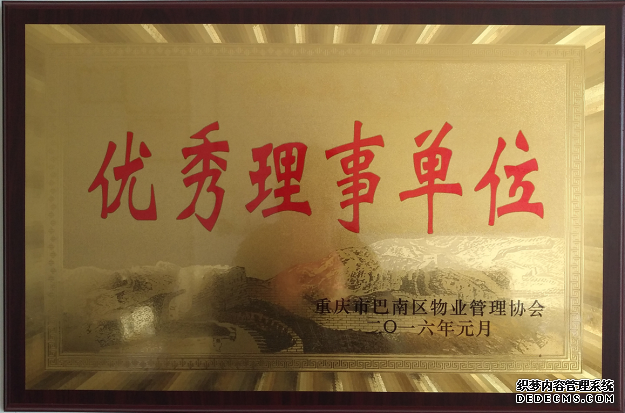 优秀理事单位
重庆市巴南区物业管理协会
二〇一六年元月
织梦内容管理系统
DEDECMS.COM